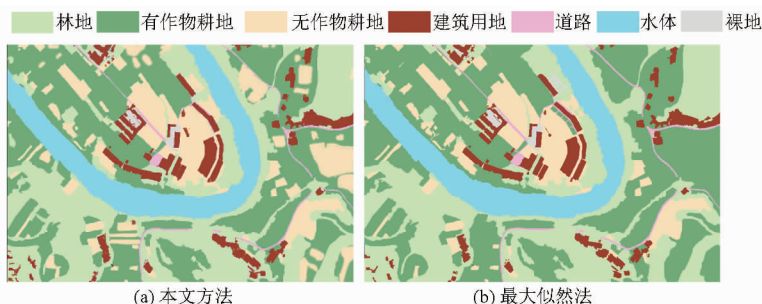 林地 有作物耕地 无作物耕地 建筑用地 道路 水体 裸地
(a) 本文方法 (b) 最大似然法